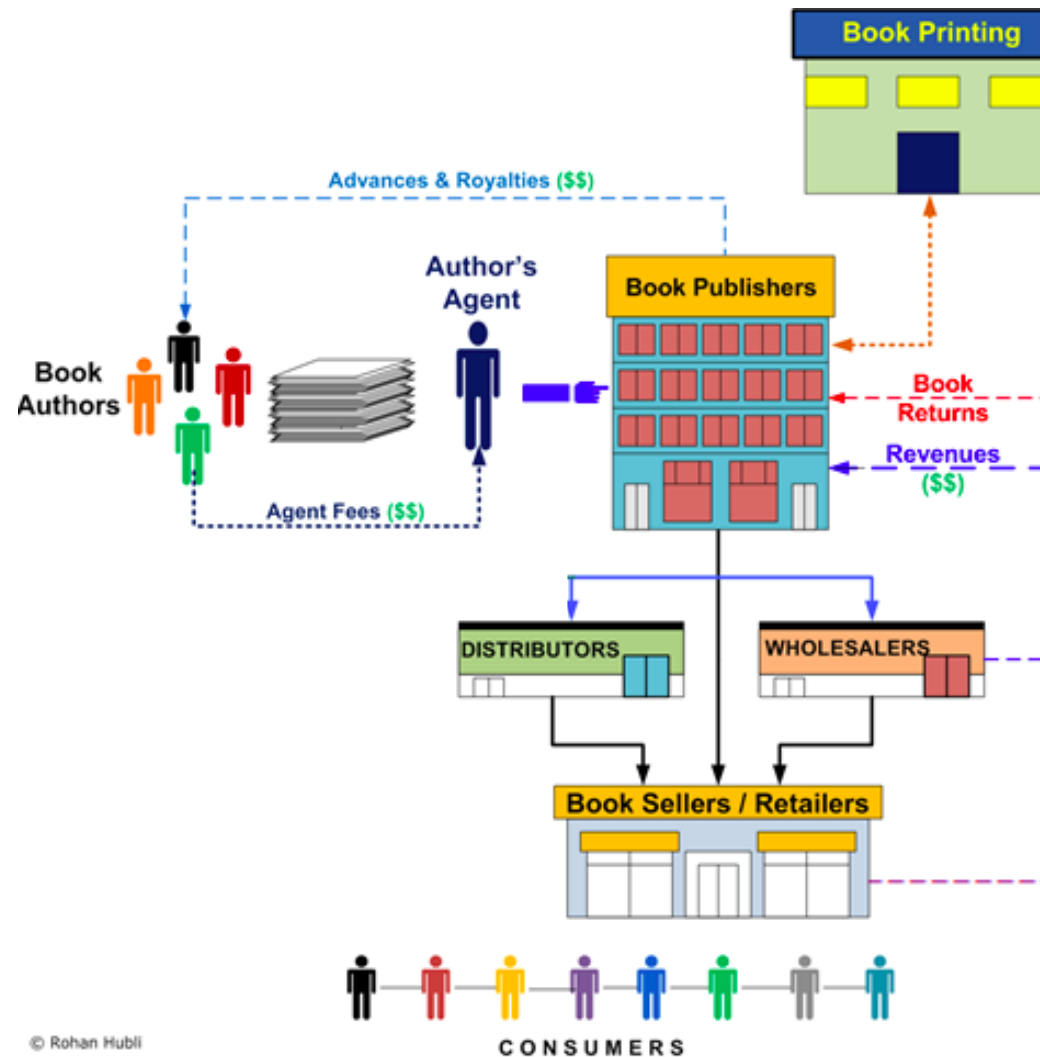 Book Printing
Advances & Royalties ($$)
Author's
Agent
Book Publishers
Book
Authors
Book
Returns
Revenues
($$)
Agent Fees ($$)
DISTRIBUTORS
WHOLESALERS
Book Sellers / Retailers
© Rohan Hubli
CONSUMERS